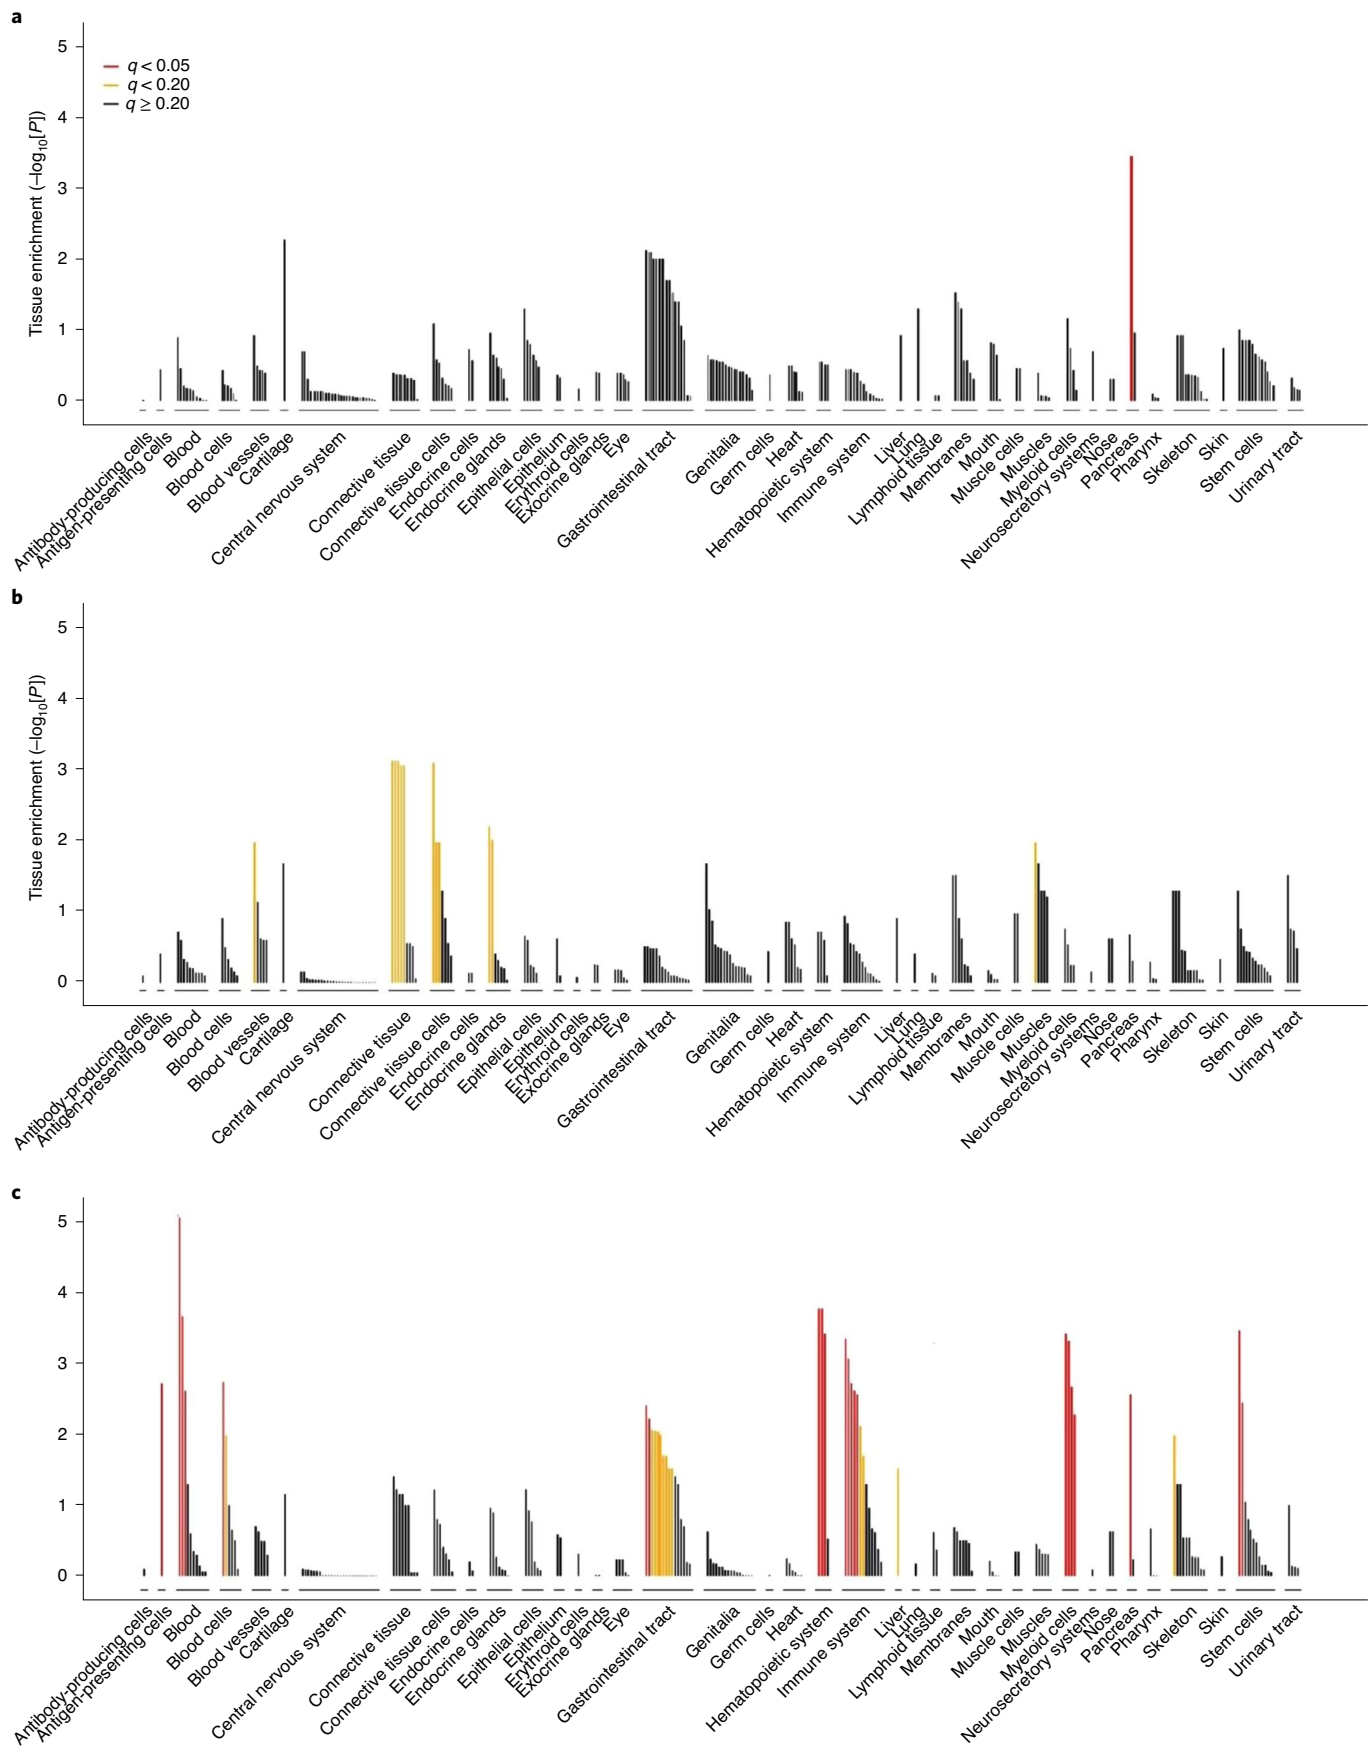 a
5
4
3
2
1
0
Tissue enrichment (–log10[P])
q < 0.05
q < 0.20
q ≥ 0.20
Antibody-producing cells
Antigen-presenting cells
Blood
Blood cells
Blood vessels
Cartilage
Central nervous system
Connective tissue
Connective tissue cells
Endocrine cells
Endocrine glands
Epithelial cells
Epithelium
Erythroid cells
Exocrine glands
Eye
Gastrointestinal tract
Genitalia
Germ cells
Heart
Hematopoietic system
Immune system
Liver
Lung
Lymphoid tissue
Membranes
Mouth
Muscle cells
Muscles
Myeloid cells
Neurosecretory systems
Nose
Pancreas
Pharynx
Skeleton
Skin
Stem cells
Urinary tract
b
5
4
3
2
1
0
Tissue enrichment (–log10[P])
Antibody-producing cells
Antigen-presenting cells
Blood
Blood cells
Blood vessels
Cartilage
Central nervous system
Connective tissue
Connective tissue cells
Endocrine cells
Endocrine glands
Epithelial cells
Epithelium
Erythroid cells
Exocrine glands
Eye
Gastrointestinal tract
Genitalia
Germ cells
Heart
Hematopoietic system
Immune system
Liver
Lung
Lymphoid tissue
Membranes
Mouth
Muscle cells
Muscles
Myeloid cells
Neurosecretory systems
Nose
Pancreas
Pharynx
Skeleton
Skin
Stem cells
Urinary tract
c
5
4
3
2
1
0
Antibody-producing cells
Antigen-presenting cells
Blood
Blood cells
Blood vessels
Cartilage
Central nervous system
Connective tissue
Connective tissue cells
Endocrine cells
Endocrine glands
Epithelial cells
Epithelium
Erythroid cells
Exocrine glands
Eye
Gastrointestinal tract
Genitalia
Germ cells
Heart
Hematopoietic system
Immune system
Liver
Lung
Lymphoid tissue
Membranes
Mouth
Muscle cells
Muscles
Myeloid cells
Neurosecretory systems
Nose
Pancreas
Pharynx
Skeleton
Skin
Stem cells
Urinary tract